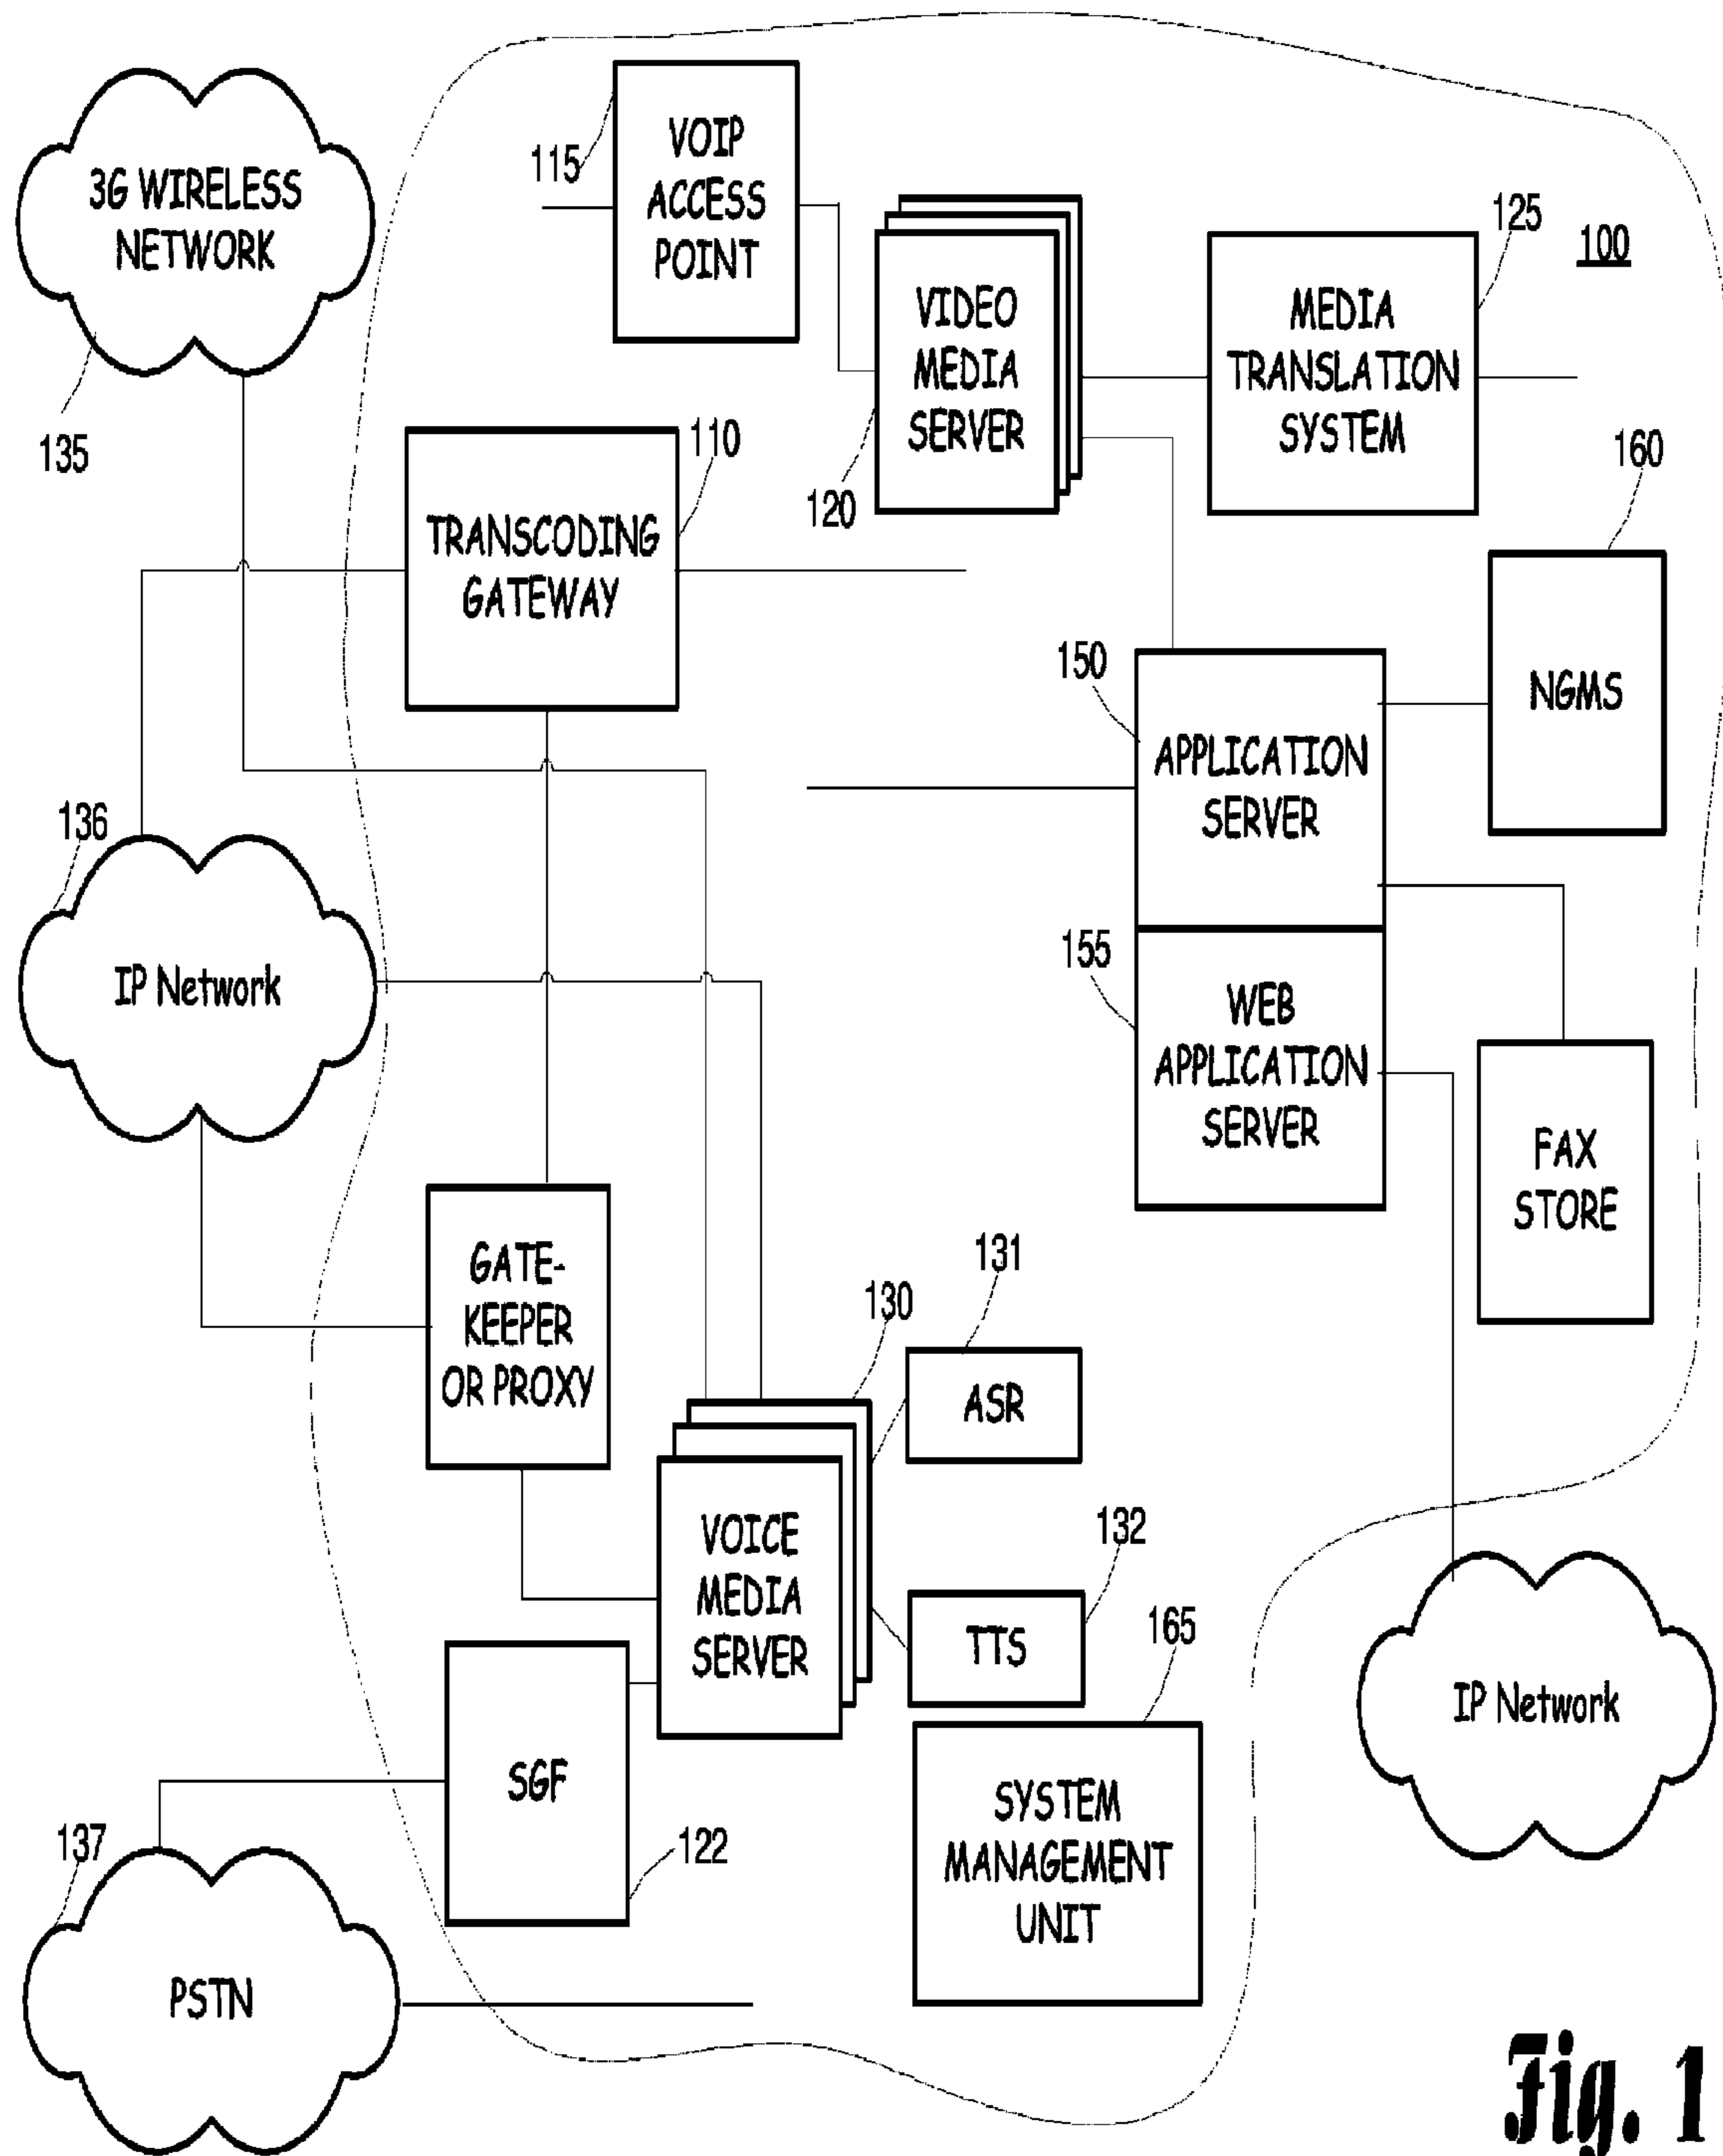 3G WIRELESS
NETWORK
135
115
VOIP
ACCESS
POINT
VIDEO
MEDIA
SERVER
120
MEDIA
TRANSLATION
SYSTEM
125
100
110
TRANSCODING
GATEWAY
160
NGMS
150
APPLICATION
SERVER
155
WEB
APPLICATION
SERVER
FAX
STORE
136
IP Network
GATE-
KEEPER
OR PROXY
130
131
ASR
VOICE
MEDIA
SERVER
132
TTS
165
SYSTEM
MANAGEMENT
UNIT
SGF
122
137
PSTN
IP Network
Fig. 1